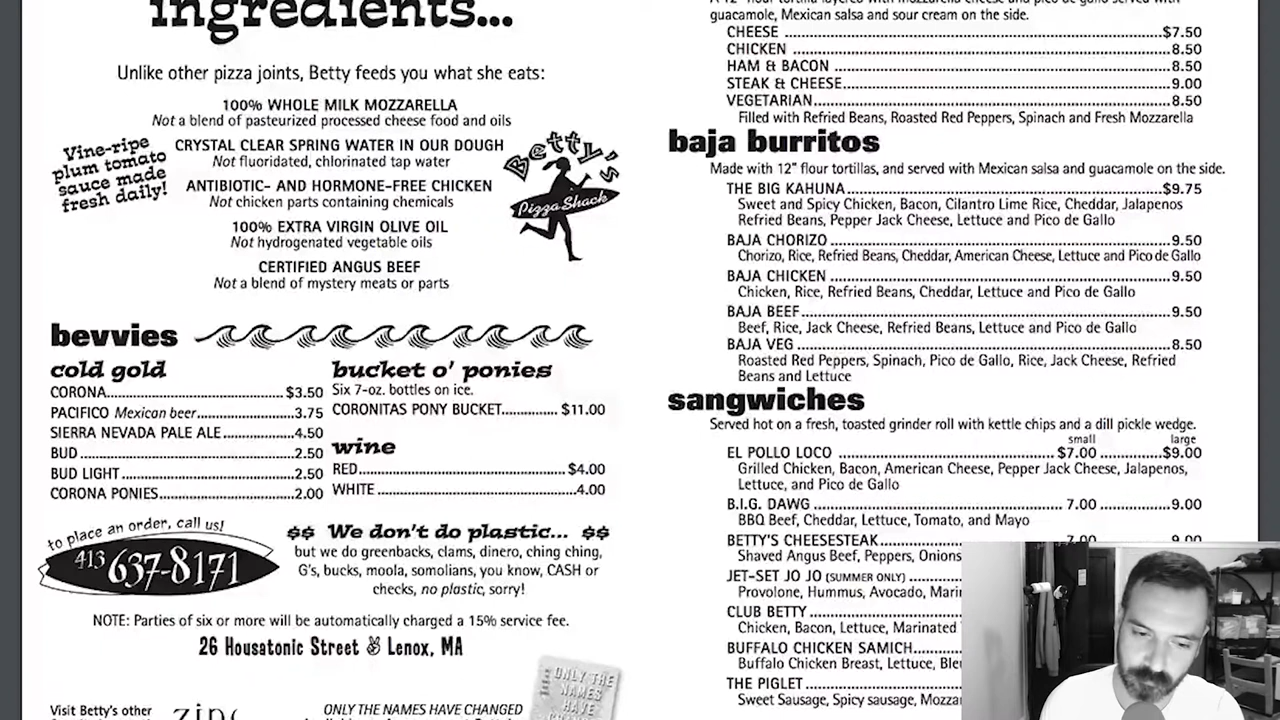 ingredients...
Unlike other pizza joints, Betty feeds you what she eats:
100% WHOLE MILK MOZZARELLA
Not a blend of pasteurized processed cheese food and oils
CRYSTAL CLEAR SPRING WATER IN OUR DOUGH
Not fluoridated, chlorinated tap water
ANTIBIOTIC- AND HORMONE-FREE CHICKEN
Not chicken parts containing chemicals
100% EXTRA VIRGIN OLIVE OIL
Not hydrogenated vegetable oils
CERTIFIED ANGUS BEEF
Not a blend of mystery meats or parts
Vine-ripe
plum tomato
sauce made
fresh daily!
Betty's
Pizza Shack
bevvies
cold gold
CORONA $3.50
PACIFICO Mexican beer 3.75
SIERRA NEVADA PALE ALE 4.50
BUD 2.50
BUD LIGHT 2.50
CORONA PONIES 2.00
bucket o' ponies
Six 7-oz. bottles on ice.
CORONITAS PONY BUCKET $11.00
wine
RED $4.00
WHITE 4.00
to place an order, call us!
413 637-8171
$$ We don't do plastic... $$
but we do greenbacks, clams, dinero, ching ching,
G's, bucks, moola, somolians, you know, CASH or
checks, no plastic, sorry!
NOTE: Parties of six or more will be automatically charged a 15% service fee.
26 Housatonic Street Lenox, MA
Visit Betty's other
ONLY THE NAMES HAVE CHANGED
ONLY THE
NAMES
HAVE
guacamole, Mexican salsa and sour cream on the side.
CHEESE $7.50
CHICKEN 8.50
HAM & BACON 8.50
STEAK & CHEESE 9.00
VEGETARIAN 8.50
Filled with Refried Beans, Roasted Red Peppers, Spinach and Fresh Mozzarella
baja burritos
Made with 12" flour tortillas, and served with Mexican salsa and guacamole on the side.
THE BIG KAHUNA $9.75
Sweet and Spicy Chicken, Bacon, Cilantro Lime Rice, Cheddar, Jalapenos
Refried Beans, Pepper Jack Cheese, Lettuce and Pico de Gallo
BAJA CHORIZO 9.50
Chorizo, Rice, Refried Beans, Cheddar, American Cheese, Lettuce and Pico de Gallo
BAJA CHICKEN 9.50
Chicken, Rice, Refried Beans, Cheddar, Lettuce and Pico de Gallo
BAJA BEEF 9.50
Beef, Rice, Jack Cheese, Refried Beans, Lettuce and Pico de Gallo
BAJA VEG 8.50
Roasted Red Peppers, Spinach, Pico de Gallo, Rice, Jack Cheese, Refried
Beans and Lettuce
sangwiches
Served hot on a fresh, toasted grinder roll with kettle chips and a dill pickle wedge.
small large
EL POLLO LOCO $7.00 $9.00
Grilled Chicken, Bacon, American Cheese, Pepper Jack Cheese, Jalapenos,
Lettuce, and Pico de Gallo
B.I.G. DAWG 7.00 9.00
BBQ Beef, Cheddar, Lettuce, Tomato, and Mayo
BETTY'S CHEESESTEAK 7.00 9.00
Shaved Angus Beef, Peppers, Onions
JET-SET JO JO (SUMMER ONLY)
Provolone, Hummus, Avocado,
CLUB BETTY
Chicken, Bacon, Lettuce, Marinated
BUFFALO CHICKEN SAMICH
Buffalo Chicken Breast, Lettuce,
THE PIGLET
Sweet Sausage, Spicy sausage,